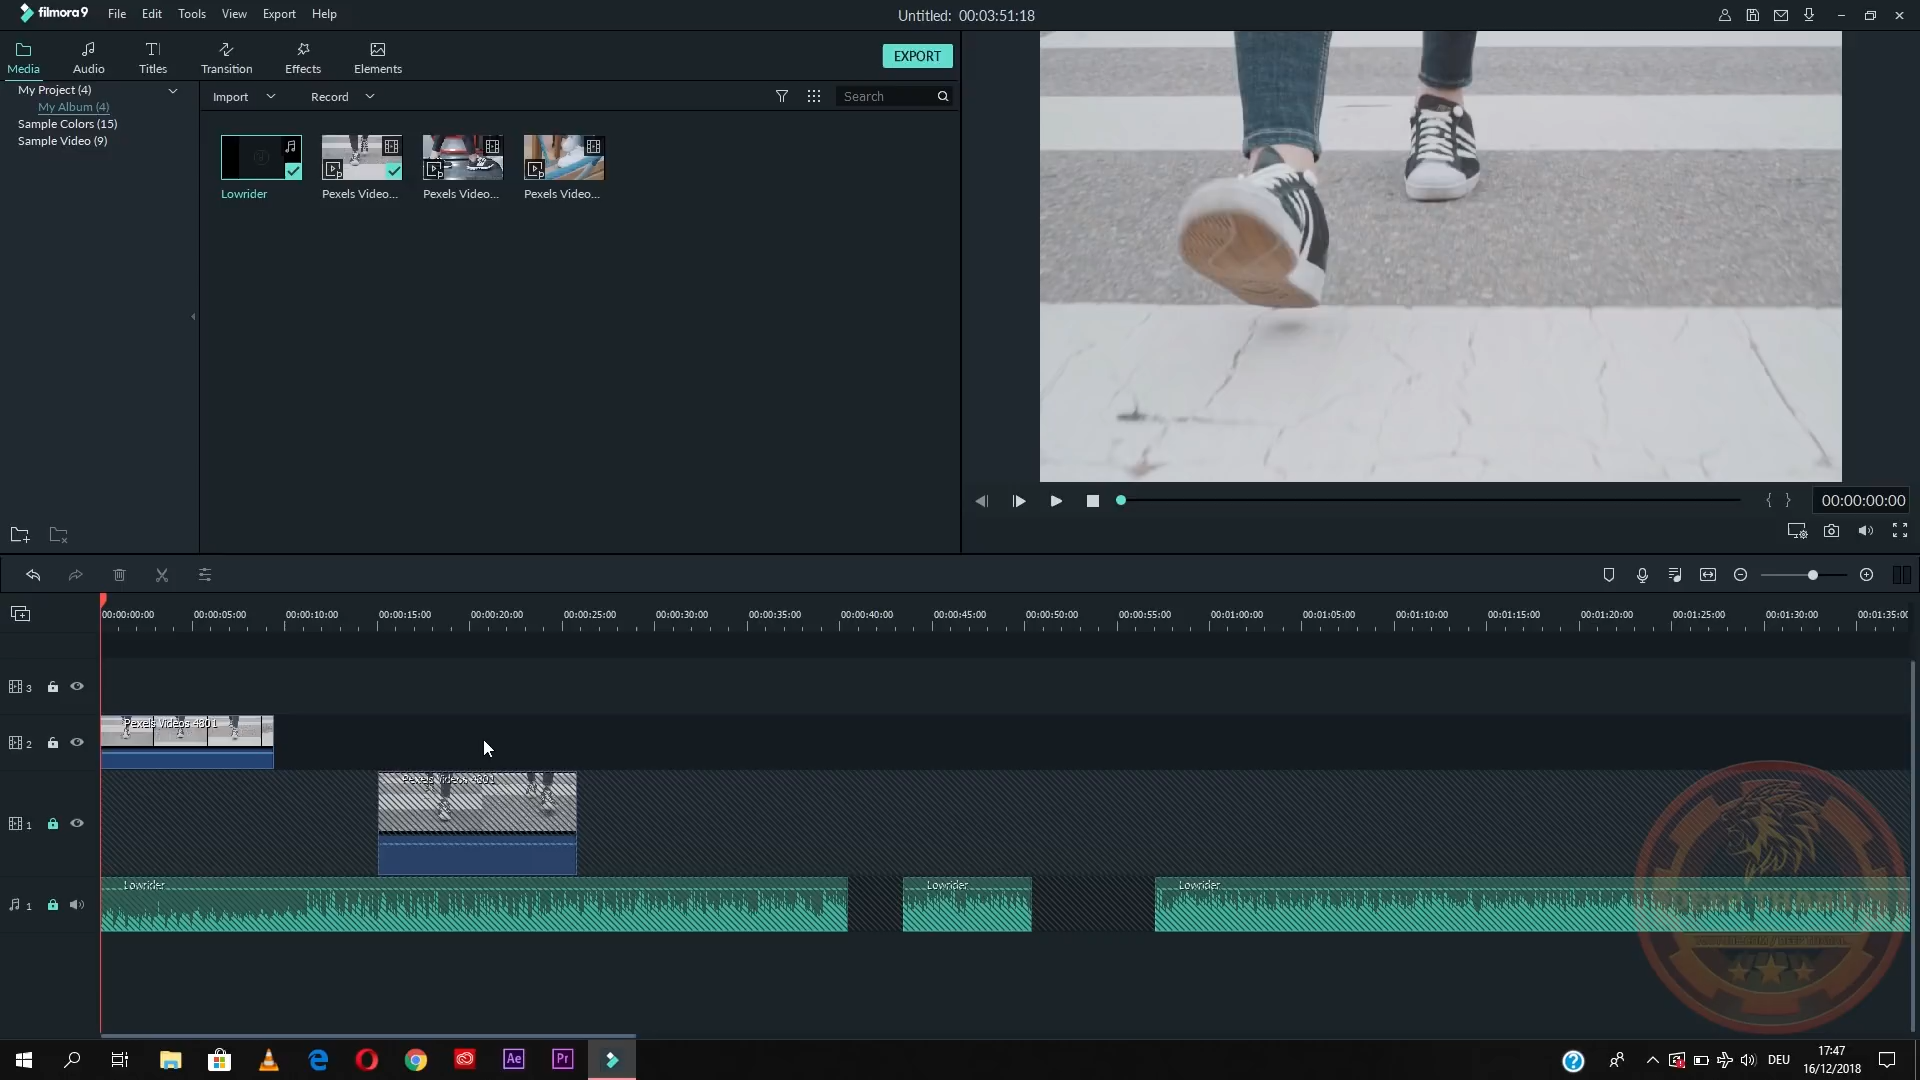 filmora9 File Edit Tools View Export Help Untitled: 00:03:51:18
Media Audio Titles Transition Effects Elements EXPORT
My Project (4) Import Record Search
My Album (4)
Sample Colors (15)
Sample Video (9)
Lowrider Pexels Video... Pexels Video... Pexels Video...
00:00:00:00
00:00:00:00 00:00:05:00 00:00:10:00 00:00:15:00 00:00:20:00 00:00:25:00 00:00:30:00 00:00:35:00 00:00:40:00 00:00:45:00 00:00:50:00 00:00:55:00 00:01:00:00 00:01:05:00 00:01:10:00 00:01:15:00 00:01:20:00 00:01:25:00 00:01:30:00 00:01:35:00
3
Pexels Videos 4801
2
Pexels Videos 4801
1
Lowrider Lowrider Lowrider
1
Ae Pr DEU 17:47
16/12/2018